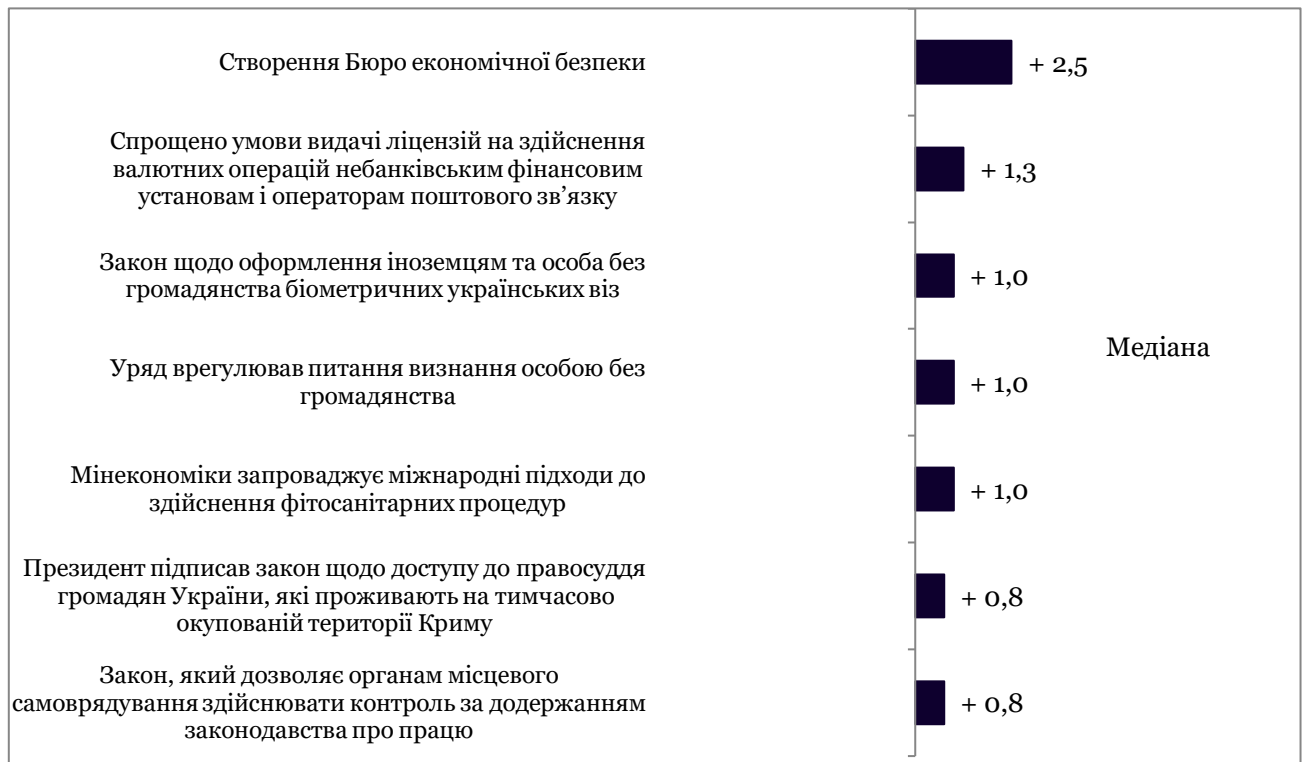 Створення Бюро економічної безпеки
+ 2,5
Спрощено умови видачі ліцензій на здійснення
валютних операцій небанківським фінансовим
установам і операторам поштового зв’язку
+ 1,3
Закон щодо оформлення іноземцям та особа без
громадянства біометричних українських віз
+ 1,0
Уряд врегулював питання визнання особою без
громадянства
+ 1,0
Медіана
Мінекономіки запроваджує міжнародні підходи до
здійснення фітосанітарних процедур
+ 1,0
Президент підписав закон щодо доступу до правосуддя
громадян України, які проживають на тимчасово
окупованій території Криму
+ 0,8
Закон, який дозволяє органам місцевого
самоврядування здійснювати контроль за додержанням
законодавства про працю
+ 0,8